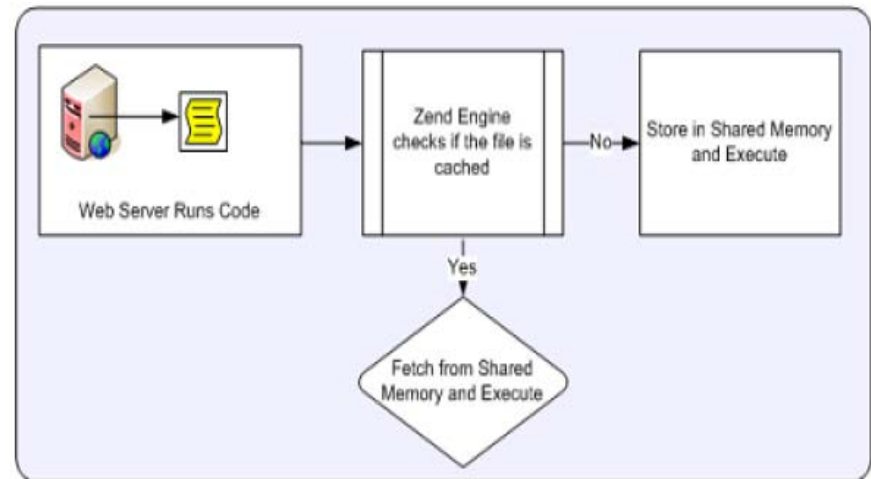 Web Server Runs Code
Zend Engine
checks if the file is
cached
No
Store in Shared Memory
and Execute
Yes
Fetch from Shared
Memory and Execute